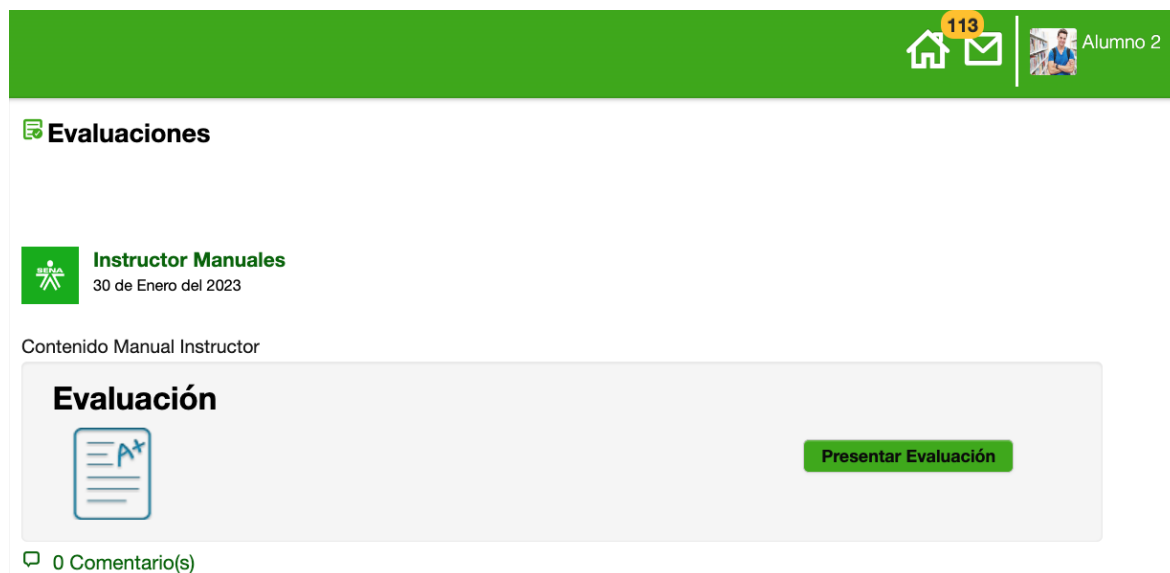 113
Alumno 2
Evaluaciones
SENA
Instructor Manuales
30 de Enero del 2023
Contenido Manual Instructor
Evaluación
A+
Presentar Evaluación
0 Comentario(s)